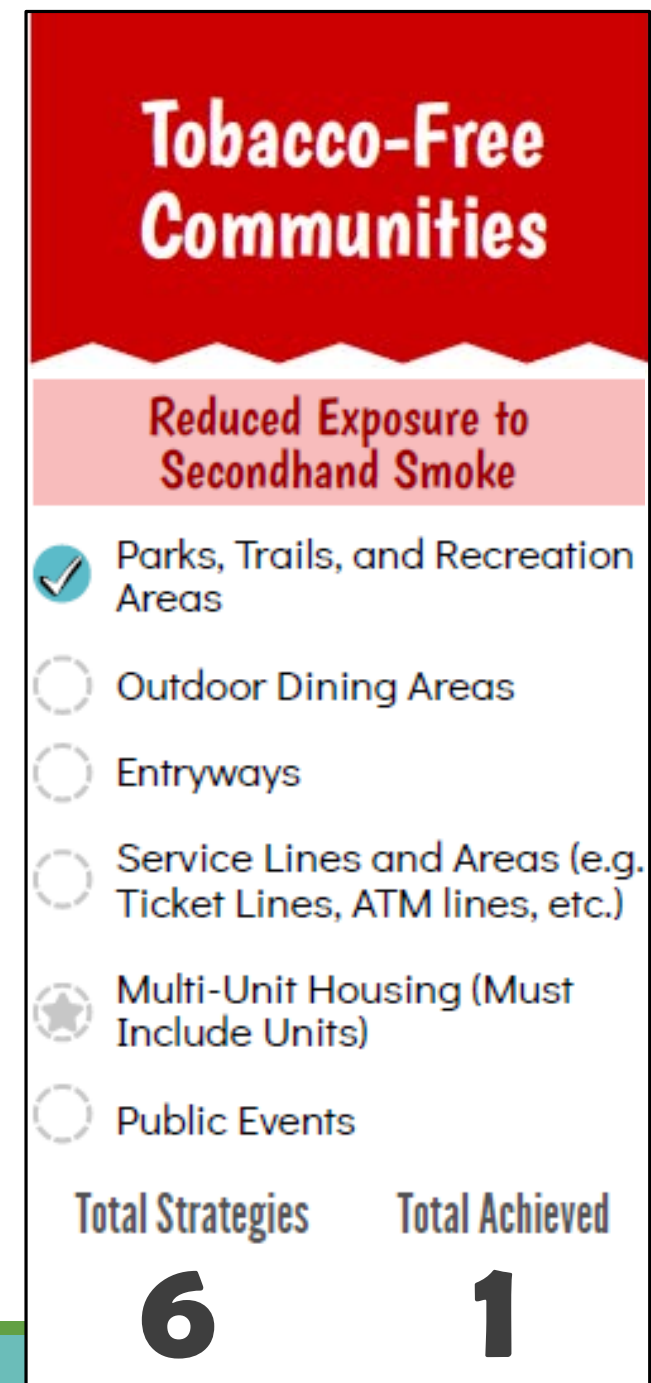 Tobacco-Free
Communities
Reduced Exposure to
Secondhand Smoke
Parks, Trails, and Recreation
Areas
Outdoor Dining Areas
Entryways
Service Lines and Areas (e.g.
Ticket Lines, ATM lines, etc.)
Multi-Unit Housing (Must
Include Units)
Public Events
Total Strategies Total Achieved
6 1